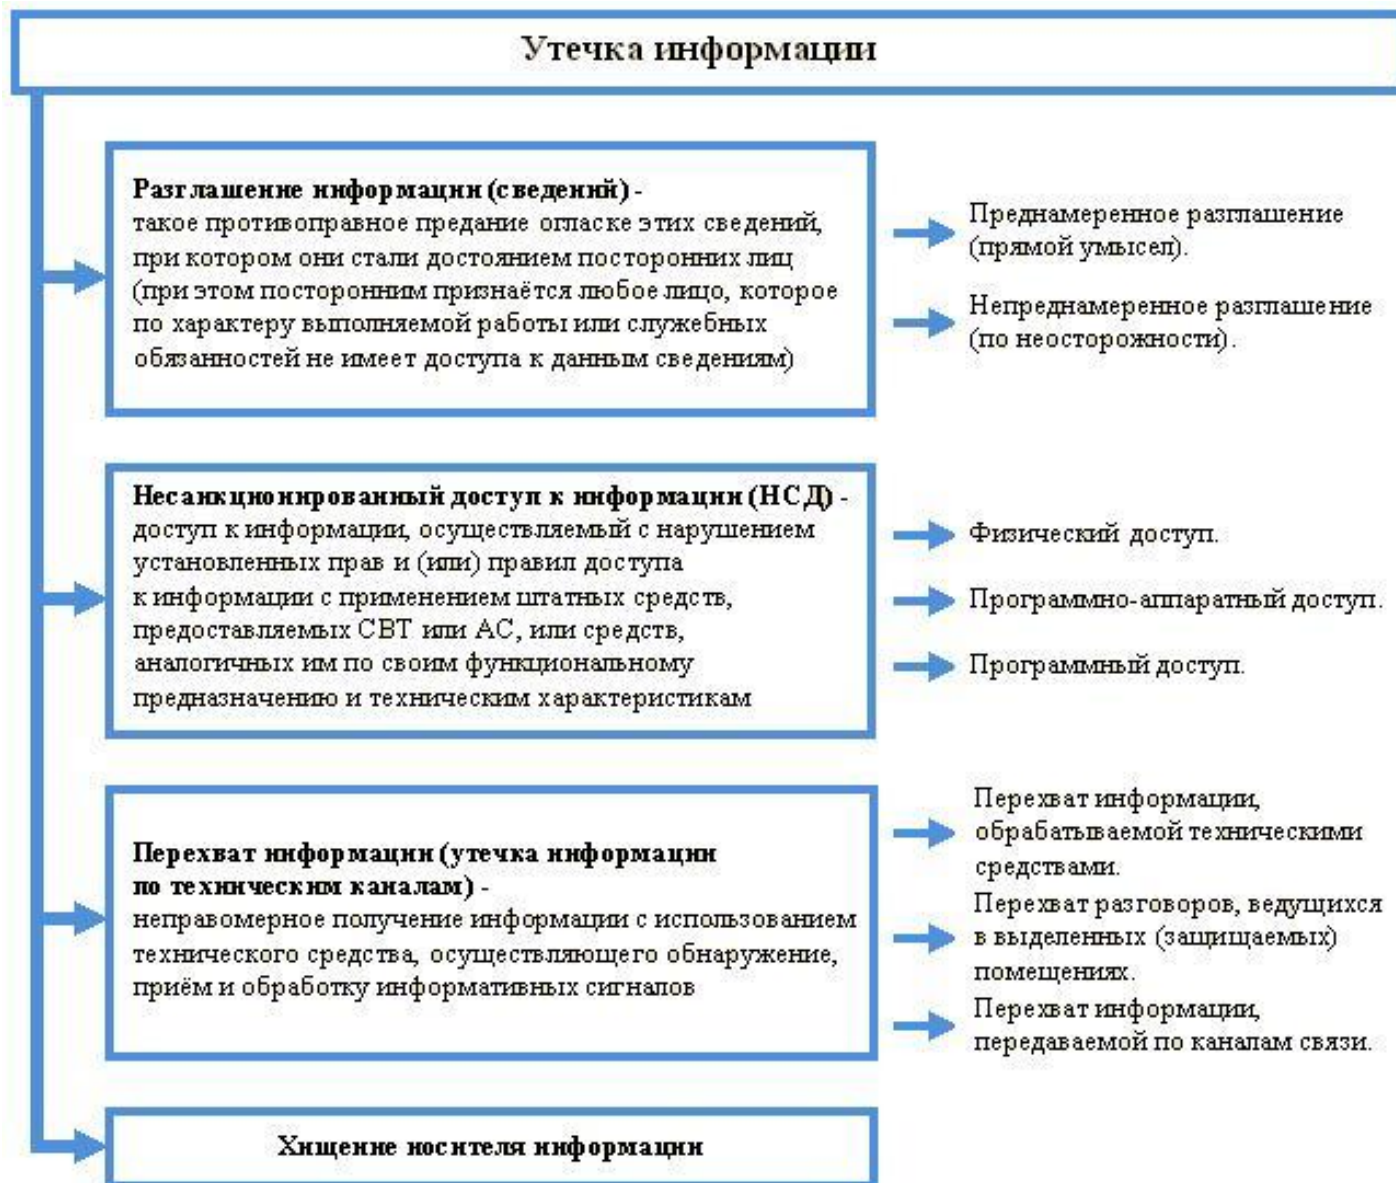 Утечка информации
Разглашение информации (сведений) -
такое противоправное предание огласке этих сведений,
при котором они стали достоянием посторонних лиц
(при этом посторонним признаётся любое лицо, которое
по характеру выполняемой работы или служебных
обязанностей не имеет доступа к данным сведениям)
Преднамеренное разглашение
(прямой умысел).
Непреднамеренное разглашение
(по неосторожности).
Несанкционированный доступ к информации (НСД) -
доступ к информации, осуществляемый с нарушением
установленных прав и (или) правил доступа
к информации с применением штатных средств,
предоставляемых СВТ или АС, или средств,
аналогичных им по своим функциональному
предназначению и техническим характеристикам
Физический доступ.
Программно-аппаратный доступ.
Программный доступ.
Перехват информации (утечка информации
по техническим каналам) -
неправомерное получение информации с использованием
технического средства, осуществляющего обнаружение,
приём и обработку информативных сигналов
Перехват информации,
обрабатываемой техническими
средствами.
Перехват разговоров, ведущихся
в выделенных (защищаемых)
помещениях.
Перехват информации,
передаваемой по каналам связи.
Хищение носителя информации